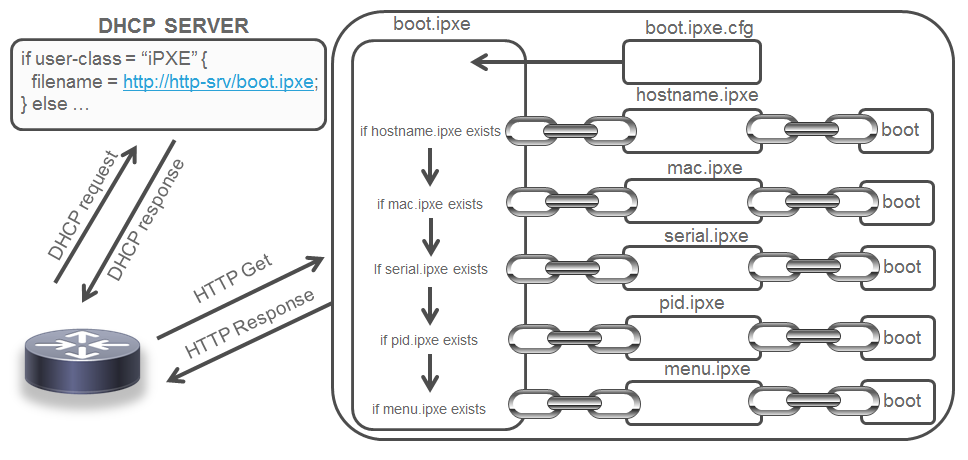 DHCP SERVER
if user-class = “iPXE” {
filename = http://http-srv/boot.ipxe;
} else …
DHCP request
DHCP response
HTTP Get
HTTP Response
boot.ipxe
boot.ipxe.cfg
hostname.ipxe
if hostname.ipxe exists
boot
mac.ipxe
if mac.ipxe exists
boot
serial.ipxe
If serial.ipxe exists
boot
pid.ipxe
if pid.ipxe exists
boot
menu.ipxe
if menu.ipxe exists
boot